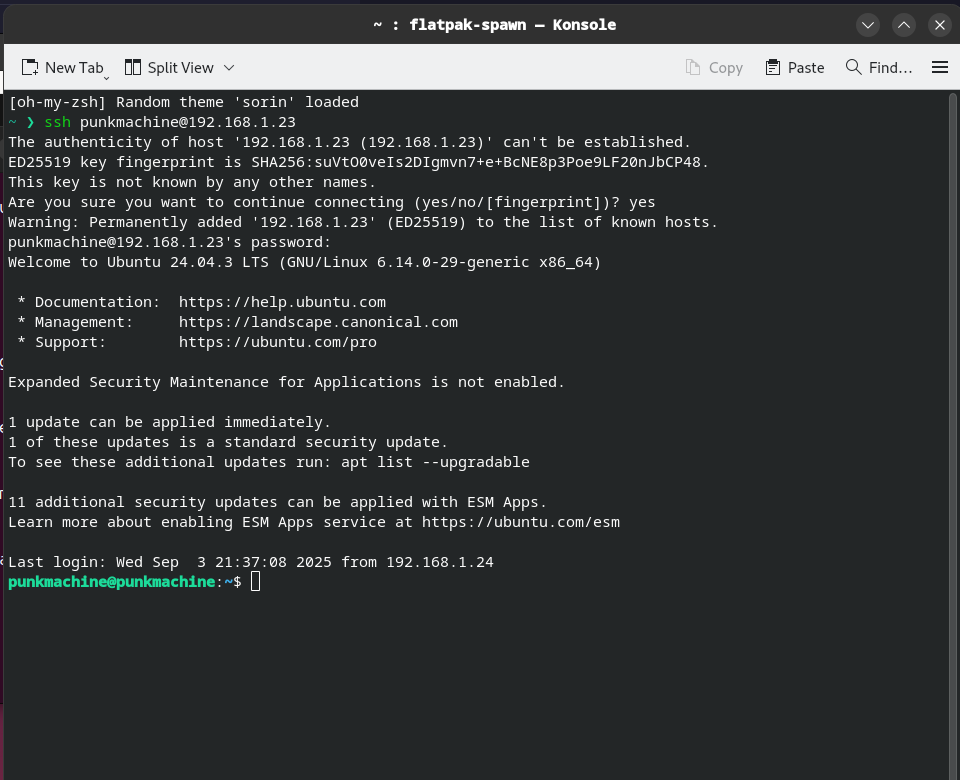 ~ : flatpak-spawn — Konsole
New Tab Split View Copy Paste Find...
[oh-my-zsh] Random theme 'sorin' loaded
~ ❯ ssh punkmachine@192.168.1.23
The authenticity of host '192.168.1.23 (192.168.1.23)' can't be established.
ED25519 key fingerprint is SHA256:suVtO0veIs2DIgmvn7+e+BcNE8p3Poe9LF20nJbCP48.
This key is not known by any other names.
Are you sure you want to continue connecting (yes/no/[fingerprint])? yes
Warning: Permanently added '192.168.1.23' (ED25519) to the list of known hosts.
punkmachine@192.168.1.23's password:
Welcome to Ubuntu 24.04.3 LTS (GNU/Linux 6.14.0-29-generic x86_64)

 * Documentation:  https://help.ubuntu.com
 * Management:     https://landscape.canonical.com
 * Support:        https://ubuntu.com/pro

Expanded Security Maintenance for Applications is not enabled.

1 update can be applied immediately.
1 of these updates is a standard security update.
To see these additional updates run: apt list --upgradable

11 additional security updates can be applied with ESM Apps.
Learn more about enabling ESM Apps service at https://ubuntu.com/esm

Last login: Wed Sep  3 21:37:08 2025 from 192.168.1.24
punkmachine@punkmachine:~$